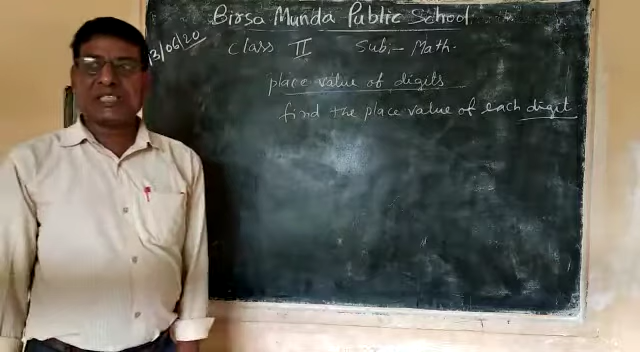 Birsa Munda Public School
13/06/20
Class II Sub:- Math.
place value of digits
find the place value of each digit